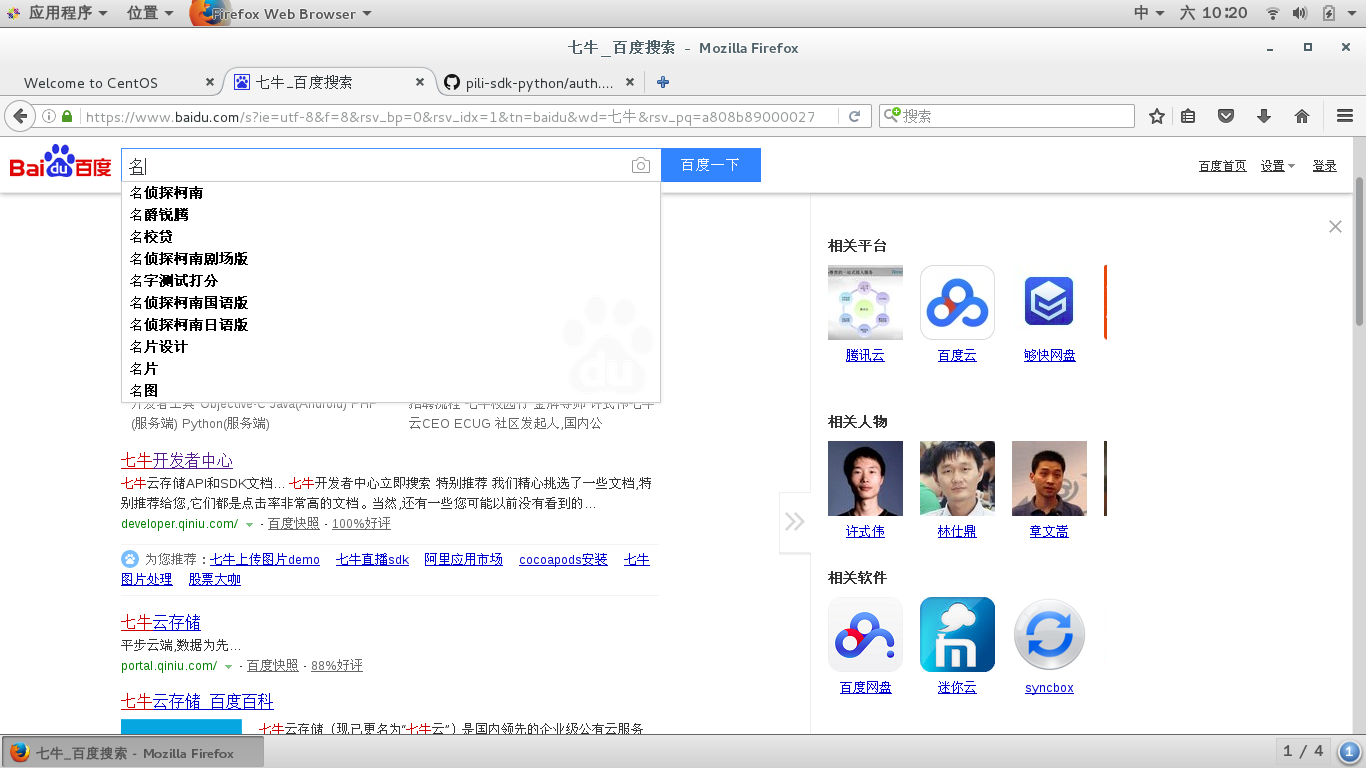 应用程序 位置 Firefox Web Browser 中 六 10:20
七牛_百度搜索 - Mozilla Firefox
Welcome to CentOS 七牛_百度搜索 pili-sdk-python/auth....
https://www.baidu.com/s?ie=utf-8&f=8&rsv_bp=0&rsv_idx=1&tn=baidu&wd=七牛&rsv_pq=a808b89000027 搜索
Bai du 百度 名 百度一下 百度首页 设置 登录
名侦探柯南
名爵锐腾
名校贷
名侦探柯南剧场版
名字测试打分
名侦探柯南国语版
名侦探柯南日语版
名片设计
名片
名图
开发者工具 Objective-C Java(Android) PHP
(服务端) Python(服务端)
招聘流程 七牛校园行 金牌导师 许式伟七牛
云CEO ECUG 社区发起人,国内公
七牛开发者中心
七牛云存储API和SDK文档... 七牛开发者中心立即搜索 特别推荐 我们精心挑选了一些文档,特
别推荐给您,它们都是点击率非常高的文档。当然,还有一些您可能以前没有看到的...
developer.qiniu.com/ - 百度快照 - 100%好评
为您推荐：七牛上传图片demo 七牛直播sdk 阿里应用市场 cocoapods安装 七牛
图片处理 股票大咖
七牛云存储
平步云端,数据为先...
portal.qiniu.com/ - 百度快照 - 88%好评
七牛云存储_百度百科
七牛云存储（现已更名为“七牛云”）是国内领先的企业级公有云服务
相关平台
腾讯云 百度云 够快网盘
相关人物
许式伟 林仕鼎 章文嵩
相关软件
百度网盘 迷你云 syncbox
七牛_百度搜索 - Mozilla Firefox 1 / 4 1